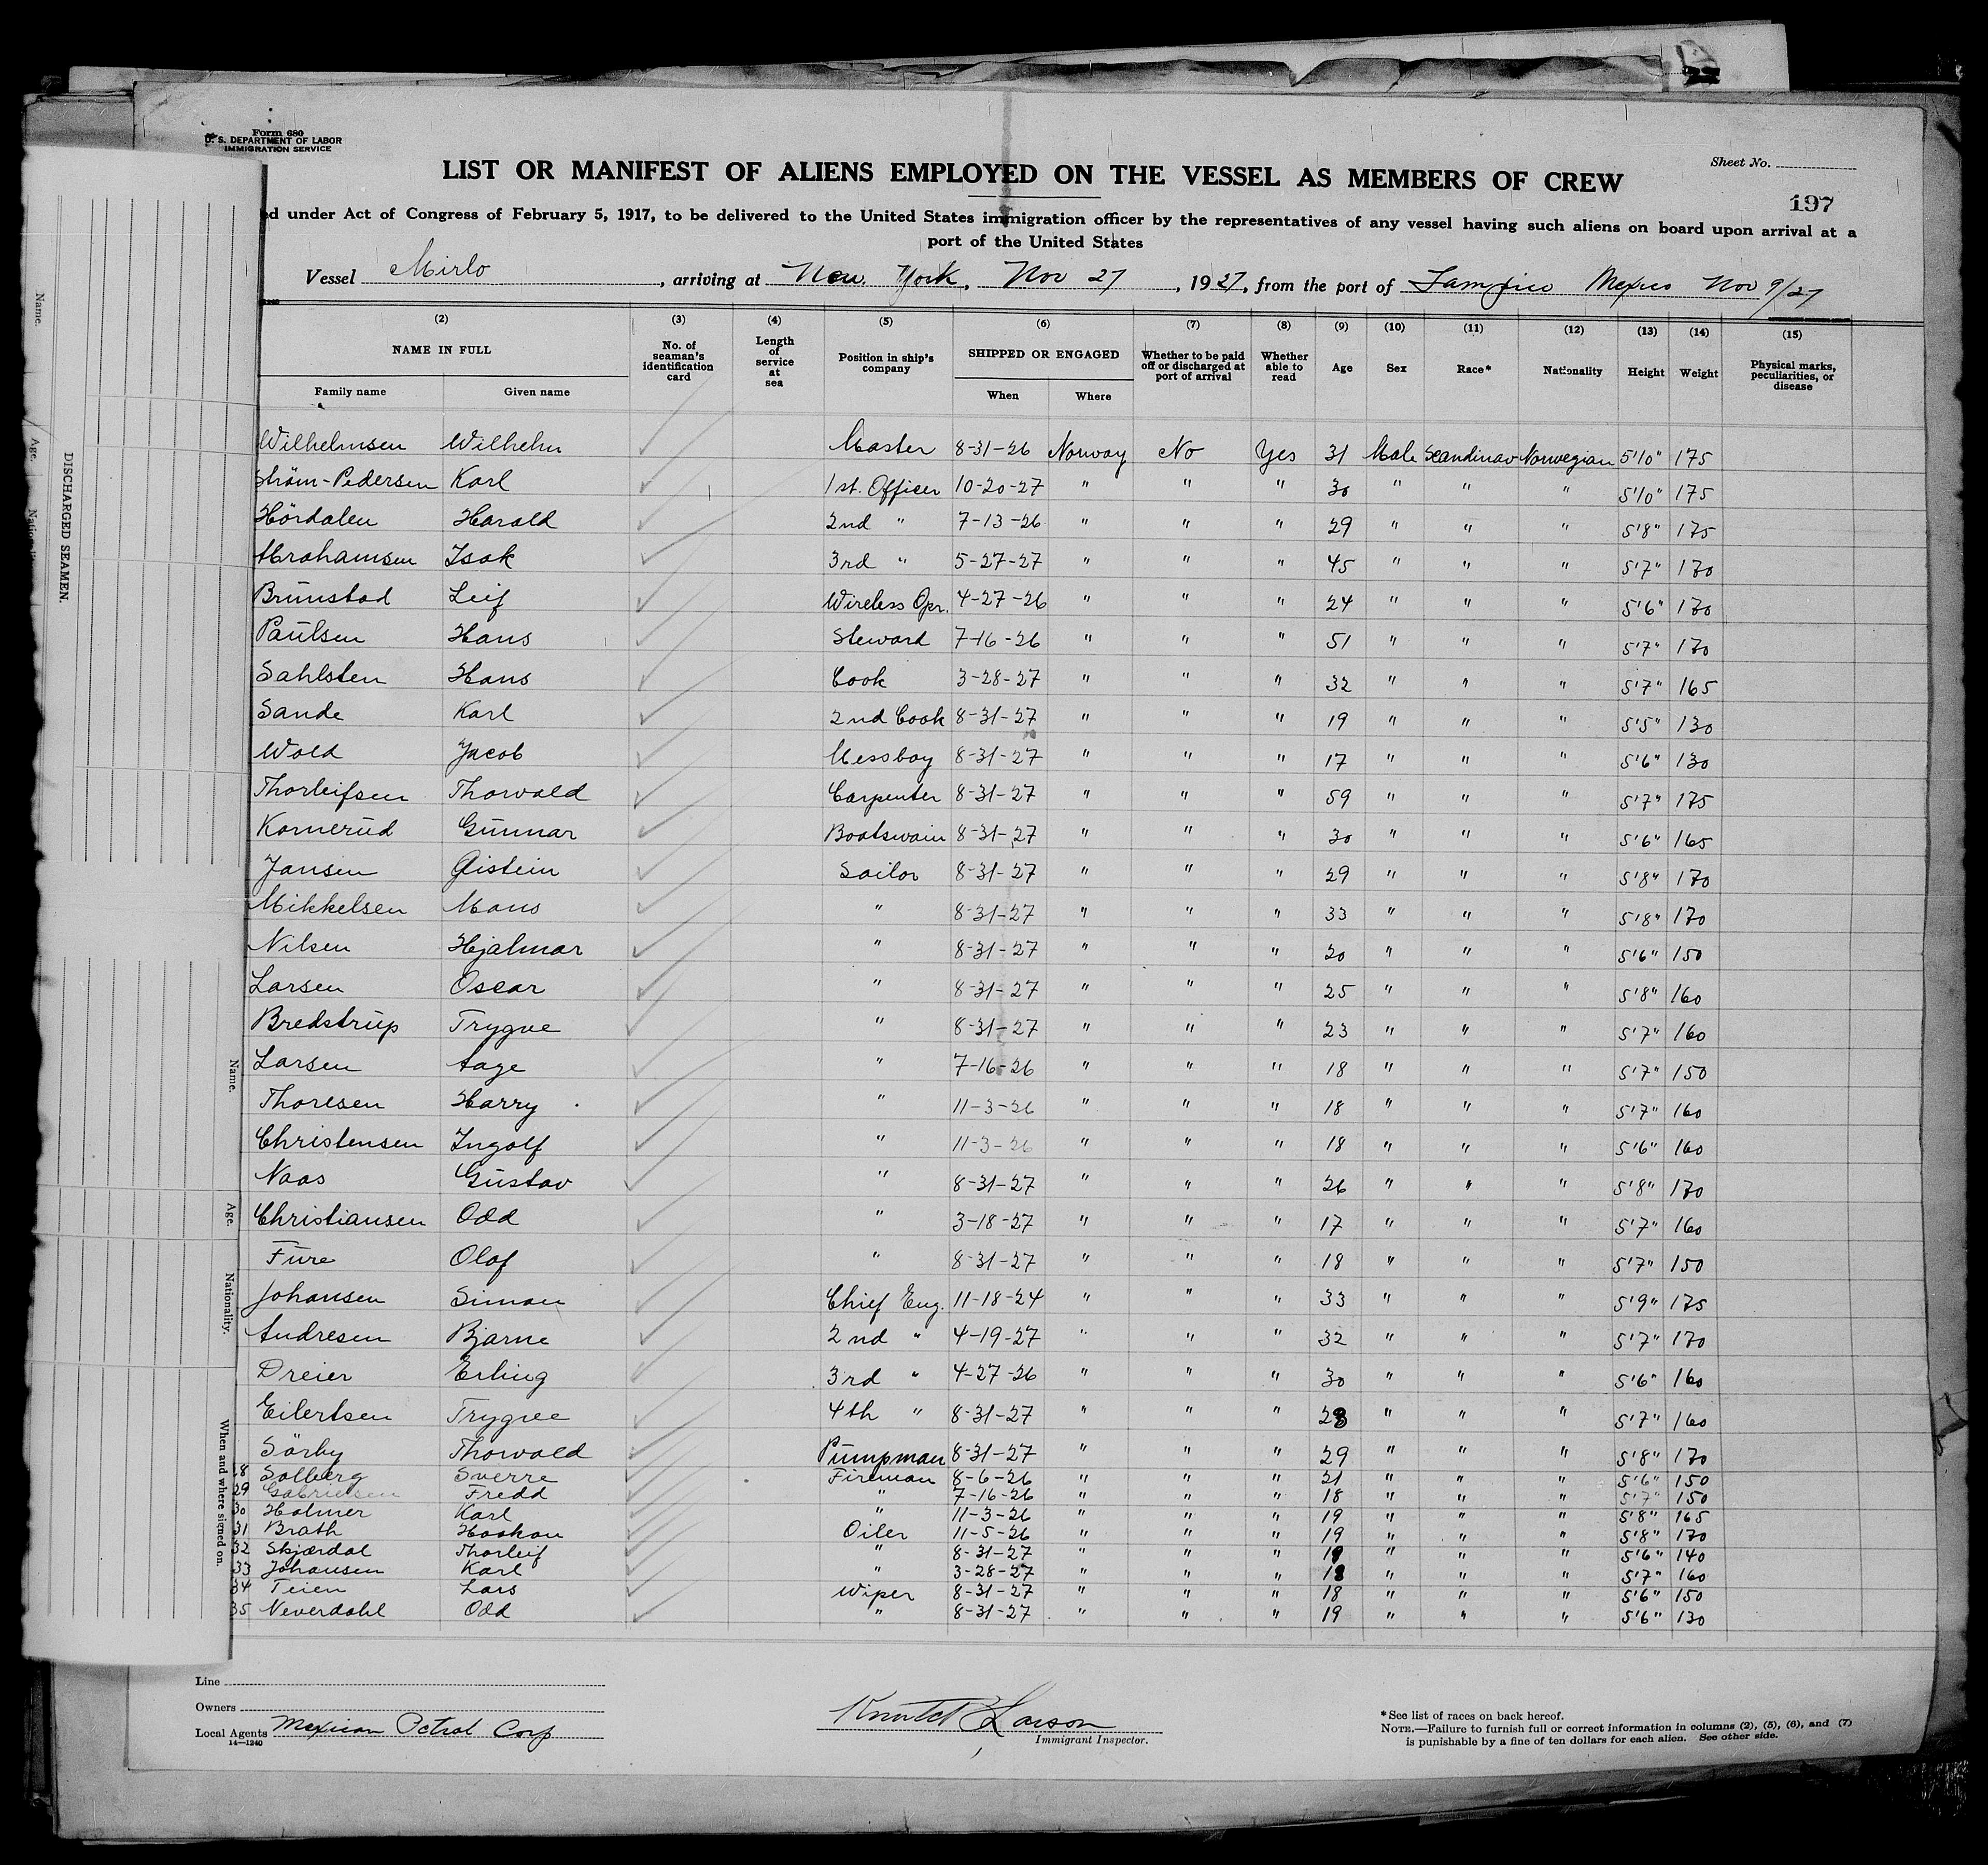 Form 680
U. S. DEPARTMENT OF LABOR
IMMIGRATION SERVICE
Sheet No.
LIST OR MANIFEST OF ALIENS EMPLOYED ON THE VESSEL AS MEMBERS OF CREW
197
ed under Act of Congress of February 5, 1917, to be delivered to the United States immigration officer by the representatives of any vessel having such aliens on board upon arrival at a
port of the United States
Vessel Mirlo, arriving at New York, Nov 27, 1927, from the port of Tampico Mexico Nov 9/27
(2) (3) (4) (5) (6) (7) (8) (9) (10) (11) (12) (13) (14) (15)
NAME IN FULL No. of seaman's identification card Length of service at sea Position in ship's company SHIPPED OR ENGAGED Whether to be paid off or discharged at port of arrival Whether able to read Age Sex Race* Nationality Height Weight Physical marks, peculiarities, or disease
Family name Given name When Where
Wilhelmsen Wilhelm Master 8-31-26 Norway No Yes 31 Male Scandinav Norwegian 5'10" 175
Ström-Pedersen Karl 1st. Officer 10-20-27 " " " 30 " " " 5'10" 175
Hördalen Harald 2nd " 7-13-26 " " " 29 " " " 5'8" 175
Abrahamsen Isak 3rd " 5-27-27 " " " 45 " " " 5'7" 170
Brunstad Leif Wireless Opr. 4-27-26 " " " 24 " " " 5'6" 170
Paulsen Hans Steward 7-16-26 " " " 51 " " " 5'7" 170
Sahlsten Hans Cook 3-28-27 " " " 32 " " " 5'7" 165
Sande Karl 2nd Cook 8-31-27 " " " 19 " " " 5'5" 130
Wold Jacob Messboy 8-31-27 " " " 17 " " " 5'6" 130
Thorleifsen Thorvald Carpenter 8-31-27 " " " 59 " " " 5'7" 175
Kornerud Gunnar Boatswain 8-31-27 " " " 30 " " " 5'6" 165
Jansen Øistein Sailor 8-31-27 " " " 29 " " " 5'8" 170
Mikkelsen Mons " 8-31-27 " " " 33 " " " 5'8" 170
Nilsen Hjalmar " 8-31-27 " " " 20 " " " 5'6" 150
Larsen Oscar " 8-31-27 " " " 25 " " " 5'8" 160
Bredstrup Trygve " 8-31-27 " " " 23 " " " 5'7" 160
Larsen Aage " 7-16-26 " " " 18 " " " 5'7" 150
Thoresen Harry " 11-3-26 " " " 18 " " " 5'7" 160
Christensen Ingolf " 11-3-26 " " " 18 " " " 5'6" 160
Naas Gustav " 8-31-27 " " " 26 " " " 5'8" 170
Christiansen Odd " 3-18-27 " " " 17 " " " 5'7" 160
Fure Olaf " 8-31-27 " " " 18 " " " 5'7" 150
Johansen Simon Chief Eng. 11-18-24 " " " 33 " " " 5'9" 175
Andresen Bjarne 2nd " 4-19-27 " " " 32 " " " 5'7" 170
Dreier Erling 3rd " 4-27-26 " " " 30 " " " 5'6" 160
Eilertsen Trygve 4th " 8-31-27 " " " 28 " " " 5'7" 160
Sörby Thorvald Pumpman 8-31-27 " " " 29 " " " 5'8" 170
28 Solberg Sverre Fireman 8-6-26 " " " 21 " " " 5'6" 150
29 Gabrielsen Fredd " 7-16-26 " " " 18 " " " 5'7" 150
30 Holmer Karl " 11-3-26 " " " 19 " " " 5'8" 165
31 Brath Haakon Oiler 11-5-26 " " " 19 " " " 5'8" 170
32 Skjærdal Thorleif " 8-31-27 " " " 19 " " " 5'6" 140
33 Johansen Karl " 3-28-27 " " " 18 " " " 5'7" 160
34 Teien Lars Wiper 8-31-27 " " " 18 " " " 5'6" 150
35 Neverdahl Odd " 8-31-27 " " " 19 " " " 5'6" 130
Line
Owners
Local Agents Mexican Petrol Corp
14—1240
Larson
Immigrant Inspector.
*See list of races on back hereof.
NOTE.—Failure to furnish full or correct information in columns (2), (5), (6), and (7)
is punishable by a fine of ten dollars for each alien. See other side.
DISCHARGED SEAMEN.
Name.
Age.
Name.
Age.
Nationality.
When and where signed on.